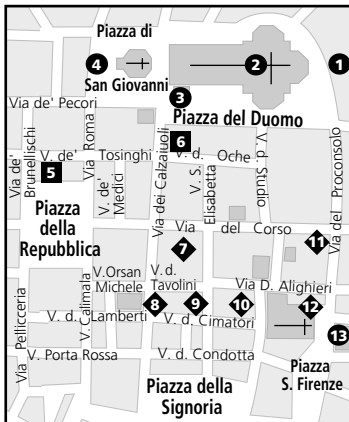 Piazza di
San Giovanni
4
2
1
3
Via de' Pecori
Piazza del Duomo
6
Via de'
Brunelleschi
V. de' Tosinghi
Via Roma
V. de'
Medici
Via dei Calzaiuoli
V. d. Oche
V. S.
Elisabetta
V. d. Studio
Via del Proconsolo
5
Piazza
della
Repubblica
Via del Corso
7
11
V.Orsan
Michele
V. d.
Tavolini
Via D. Alighieri
8
9
10
12
Via Pellicceria
V. Calimala
V. d. Lamberti
V. d. Cimatori
13
V. Porta Rossa
V. d. Condotta
Piazza
S. Firenze
Piazza della
Signoria